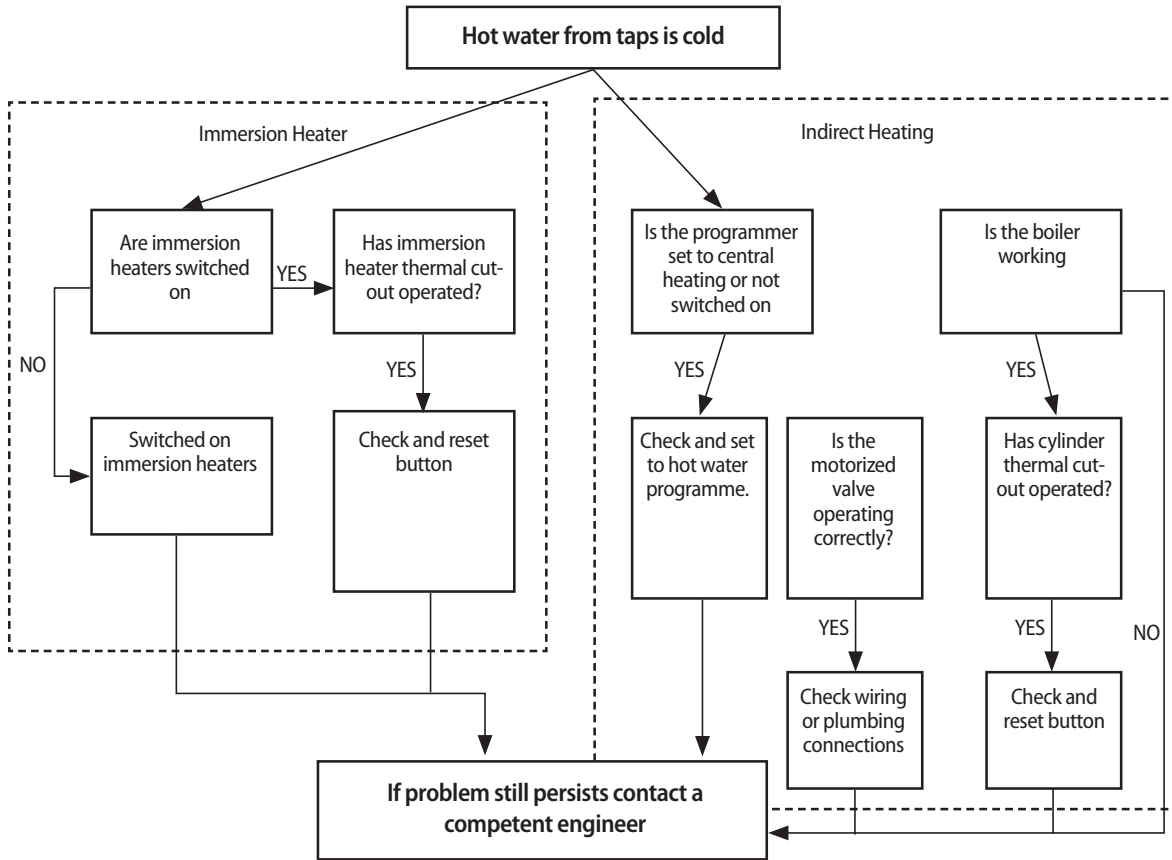 Hot water from taps is cold
Immersion Heater
Indirect Heating
Are immersion
heaters switched
on
YES
Has immersion
heater thermal cut-
out operated?
Is the programmer
set to central
heating or not
switched on
Is the boiler
working
NO
YES
YES
YES
Switched on
immersion heaters
Check and reset
button
Check and set
to hot water
programme.
Is the
motorized
valve
operating
correctly?
Has cylinder
thermal cut-
out operated?
YES
YES
NO
Check wiring
or plumbing
connections
Check and
reset button
If problem still persists contact a
competent engineer